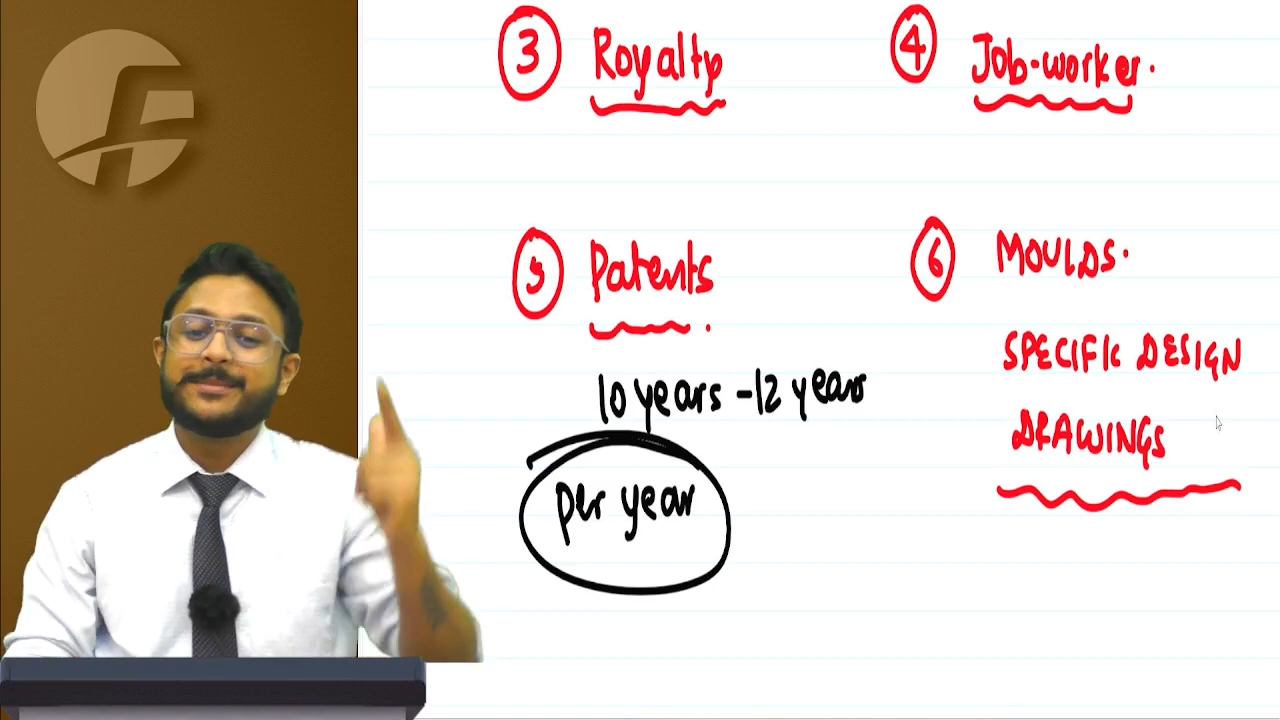 3 Royalty
4 Job-worker.
5 Patents
10 years - 12 years
per year
6 MOULDS.
SPECIFIC DESIGN
DRAWINGS